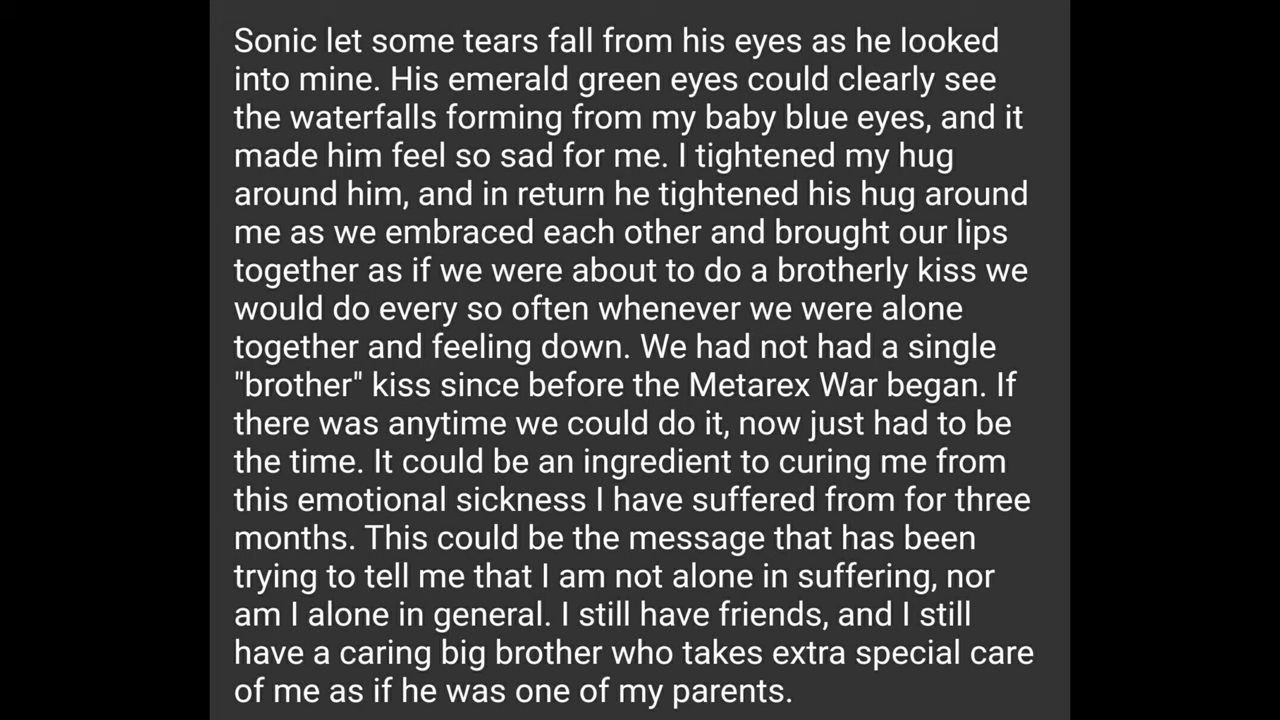 Sonic let some tears fall from his eyes as he looked
into mine. His emerald green eyes could clearly see
the waterfalls forming from my baby blue eyes, and it
made him feel so sad for me. I tightened my hug
around him, and in return he tightened his hug around
me as we embraced each other and brought our lips
together as if we were about to do a brotherly kiss we
would do every so often whenever we were alone
together and feeling down. We had not had a single
"brother" kiss since before the Metarex War began. If
there was anytime we could do it, now just had to be
the time. It could be an ingredient to curing me from
this emotional sickness I have suffered from for three
months. This could be the message that has been
trying to tell me that I am not alone in suffering, nor
am I alone in general. I still have friends, and I still
have a caring big brother who takes extra special care
of me as if he was one of my parents.